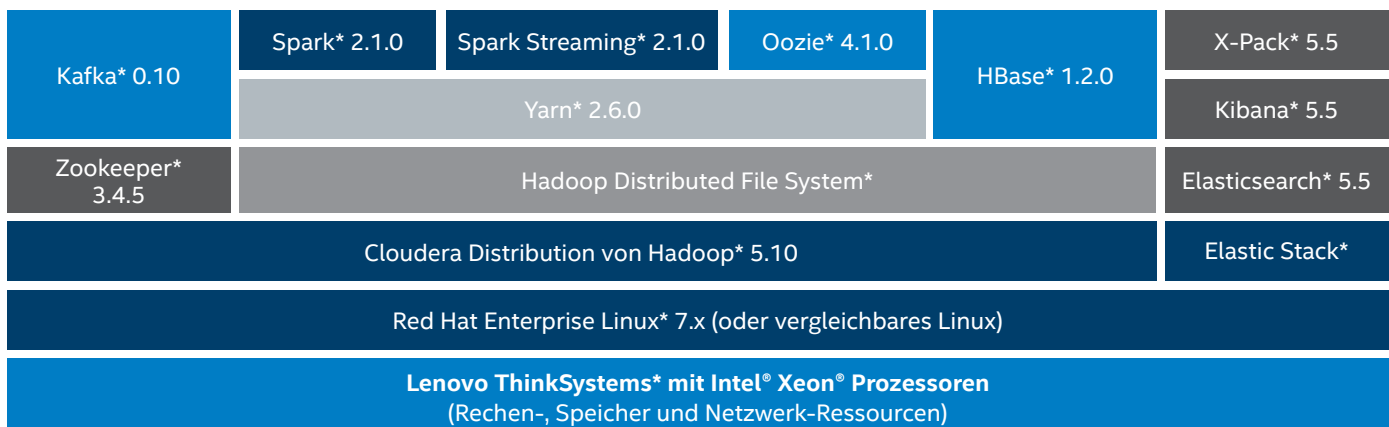 Kafka* 0.10
Spark* 2.1.0
Spark Streaming* 2.1.0
Oozie* 4.1.0
HBase* 1.2.0
X-Pack* 5.5
Yarn* 2.6.0
Kibana* 5.5
Zookeeper*
3.4.5
Hadoop Distributed File System*
Elasticsearch* 5.5
Cloudera Distribution von Hadoop* 5.10
Elastic Stack*
Red Hat Enterprise Linux* 7.x (oder vergleichbares Linux)
Lenovo ThinkSystems* mit Intel® Xeon® Prozessoren
(Rechen-, Speicher und Netzwerk-Ressourcen)